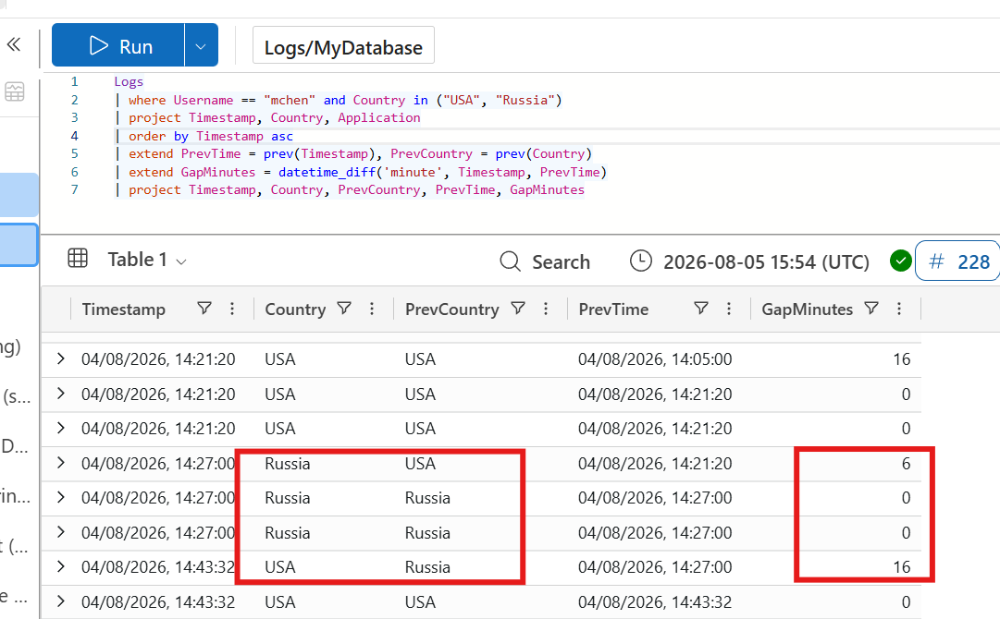 Run
Logs/MyDatabase
1 Logs
2 | where Username == "mchen" and Country in ("USA", "Russia")
3 | project Timestamp, Country, Application
4 | order by Timestamp asc
5 | extend PrevTime = prev(Timestamp), PrevCountry = prev(Country)
6 | extend GapMinutes = datetime_diff('minute', Timestamp, PrevTime)
7 | project Timestamp, Country, PrevCountry, PrevTime, GapMinutes
Table 1 Search 2026-08-05 15:54 (UTC) # 228
Timestamp Country PrevCountry PrevTime GapMinutes
04/08/2026, 14:21:20 USA USA 04/08/2026, 14:05:00 16
04/08/2026, 14:21:20 USA USA 04/08/2026, 14:21:20 0
04/08/2026, 14:21:20 USA USA 04/08/2026, 14:21:20 0
04/08/2026, 14:27:00 Russia USA 04/08/2026, 14:21:20 6
04/08/2026, 14:27:00 Russia Russia 04/08/2026, 14:27:00 0
04/08/2026, 14:27:00 Russia Russia 04/08/2026, 14:27:00 0
04/08/2026, 14:43:32 USA Russia 04/08/2026, 14:27:00 16
04/08/2026, 14:43:32 USA USA 04/08/2026, 14:43:32 0